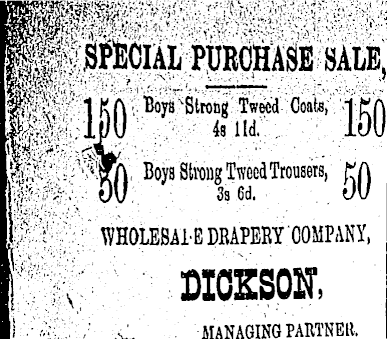 SPECIAL PURCHASE SALE,
150 Boys Strong Tweed Coats, 150
4s 11d.
50 Boys Strong Tweed Trousers, 50
3s 6d.
WHOLESALE DRAPERY COMPANY,
DICKSON,
MANAGING PARTNER.